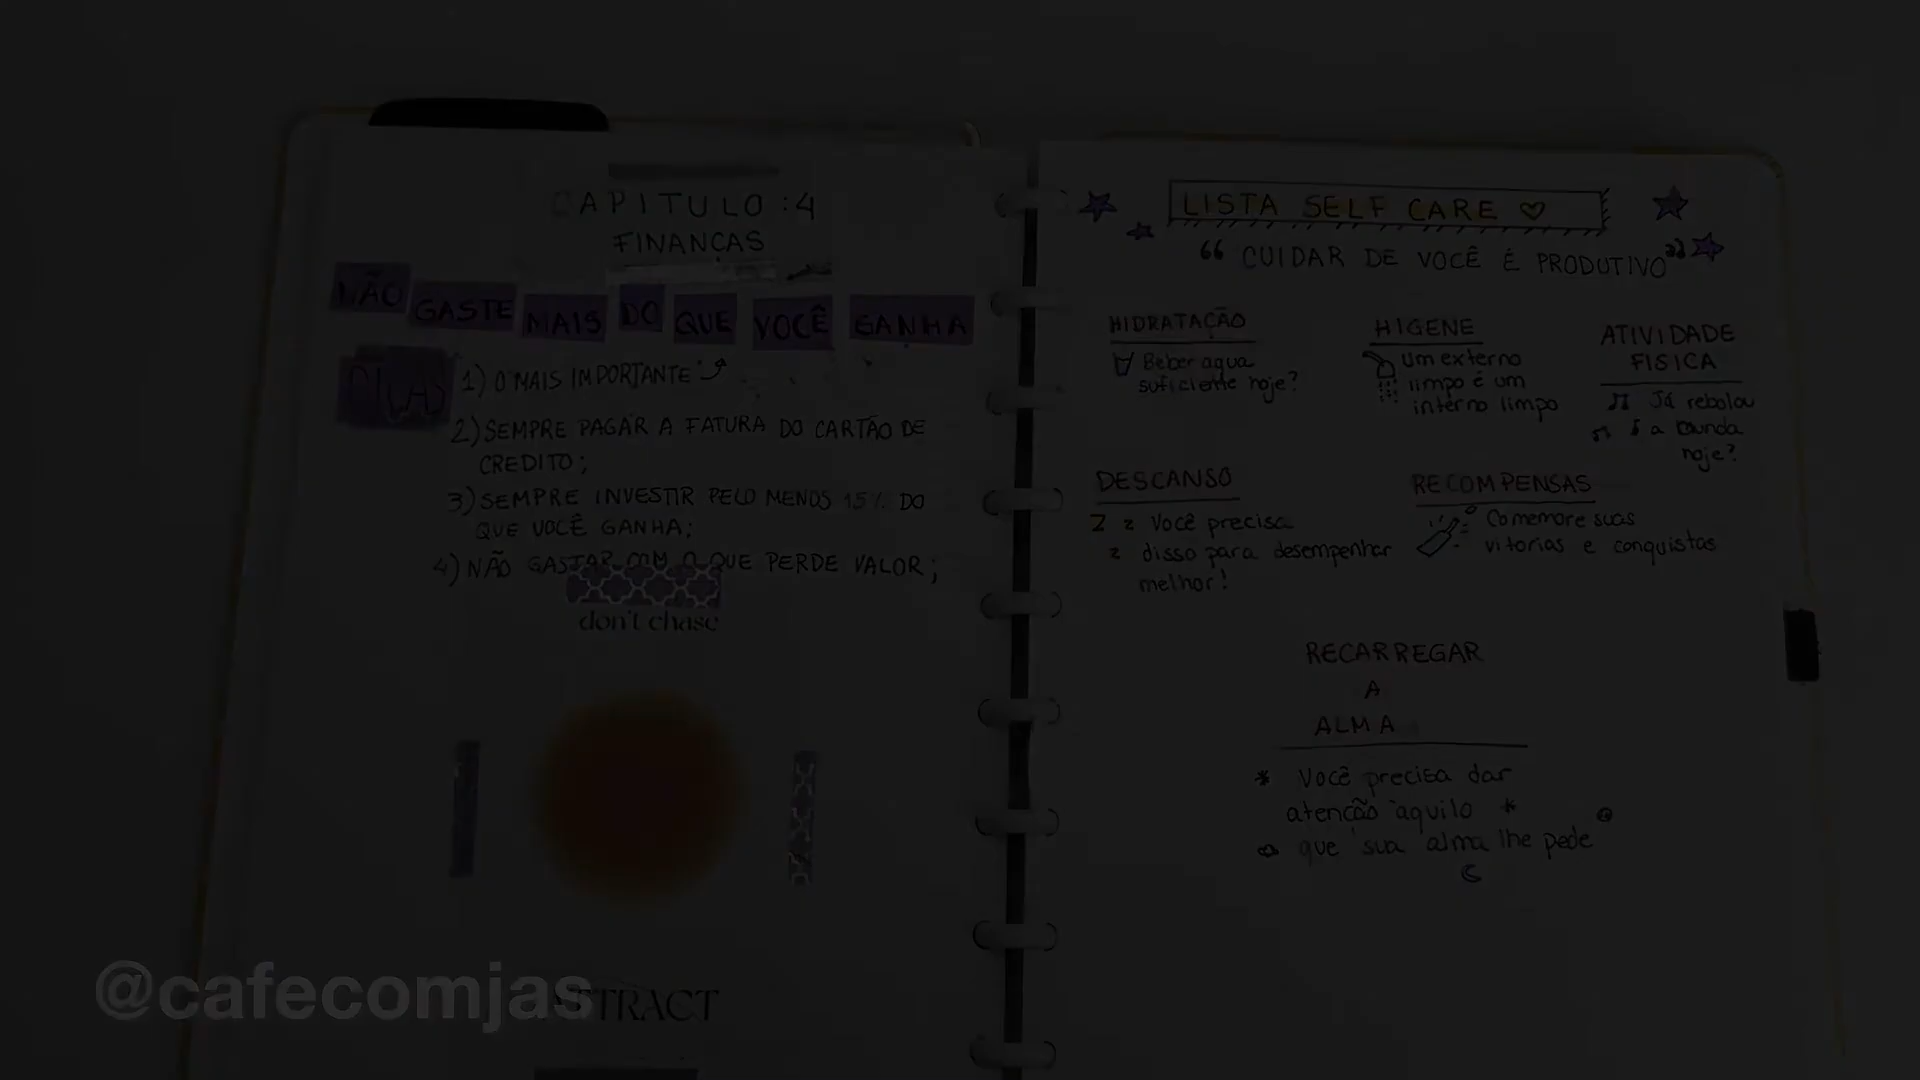 CAPITULO :4
FINANÇAS
NÃO GASTE MAIS DO QUE VOCÊ GANHA
DICAS
1) O MAIS IMPORTANTE
2) SEMPRE PAGAR A FATURA DO CARTÃO DE
CREDITO;
3) SEMPRE INVESTIR PELO MENOS 15% DO
QUE VOCÊ GANHA;
4) NÃO GASTAR COM O QUE PERDE VALOR;
don't chase
ATTRACT
@cafecomjas
LISTA SELF CARE ♡
“ CUIDAR DE VOCÊ É PRODUTIVO”
HIDRATAÇÃO
Beber agua
suficiente hoje?
HIGENE
Um externo
limpo é um
interno limpo
ATIVIDADE
FISICA
Já rebolou
a bunda
hoje?
DESCANSO
z z Você precisa
z disso para desempenhar
melhor!
RECOMPENSAS
Comemore suas
vitorias e conquistas
RECARREGAR
A
ALMA
* Você precisa dar
atenção aquilo *
que sua alma lhe pede